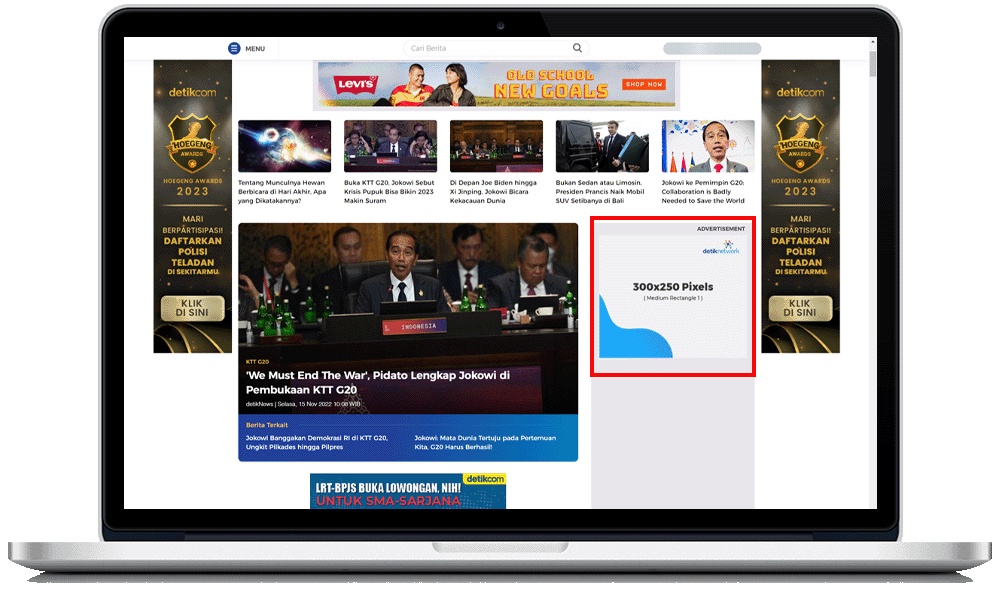 MENU
Cari Berita
detikcom
HOEGENG
AWARDS
HOEGENG AWARDS
2023
MARI
BERPARTISIPASI!
DAFTARKAN
POLISI
TELADAN
DI SEKITARMU.
KLIK
DI SINI
LEVI'S
OLD SCHOOL
NEW GOALS
SHOP NOW
detikcom
HOEGENG
AWARDS
HOEGENG AWARDS
2023
MARI
BERPARTISIPASI!
DAFTARKAN
POLISI
TELADAN
DI SEKITARMU.
KLIK
DI SINI
Tentang Munculnya Hewan
Berbicara di Hari Akhir, Apa
yang Dikatakannya?
Buka KTT G20, Jokowi Sebut
Krisis Pupuk Bisa Bikin 2023
Makin Suram
Di Depan Joe Biden hingga
Xi Jinping, Jokowi Bicara
Kekacauan Dunia
Bukan Sedan atau Limosin,
Presiden Prancis Naik Mobil
SUV Setibanya di Bali
Jokowi ke Pemimpin G20:
Collaboration is Badly
Needed to Save the World
INDONESIA
KTT G20
'We Must End The War', Pidato Lengkap Jokowi di
Pembukaan KTT G20
detikNews | Selasa, 15 Nov 2022 10:08 WIB
Berita Terkait
Jokowi Banggakan Demokrasi RI di KTT G20,
Ungkit Pilkades hingga Pilpres
Jokowi: Mata Dunia Tertuju pada Pertemuan
Kita, G20 Harus Berhasil!
ADVERTISEMENT
detiknetwork
300x250 Pixels
( Medium Rectangle 1 )
detikcom
LRT-BPJS BUKA LOWONGAN, NIH!
UNTUK SMA-SARJANA